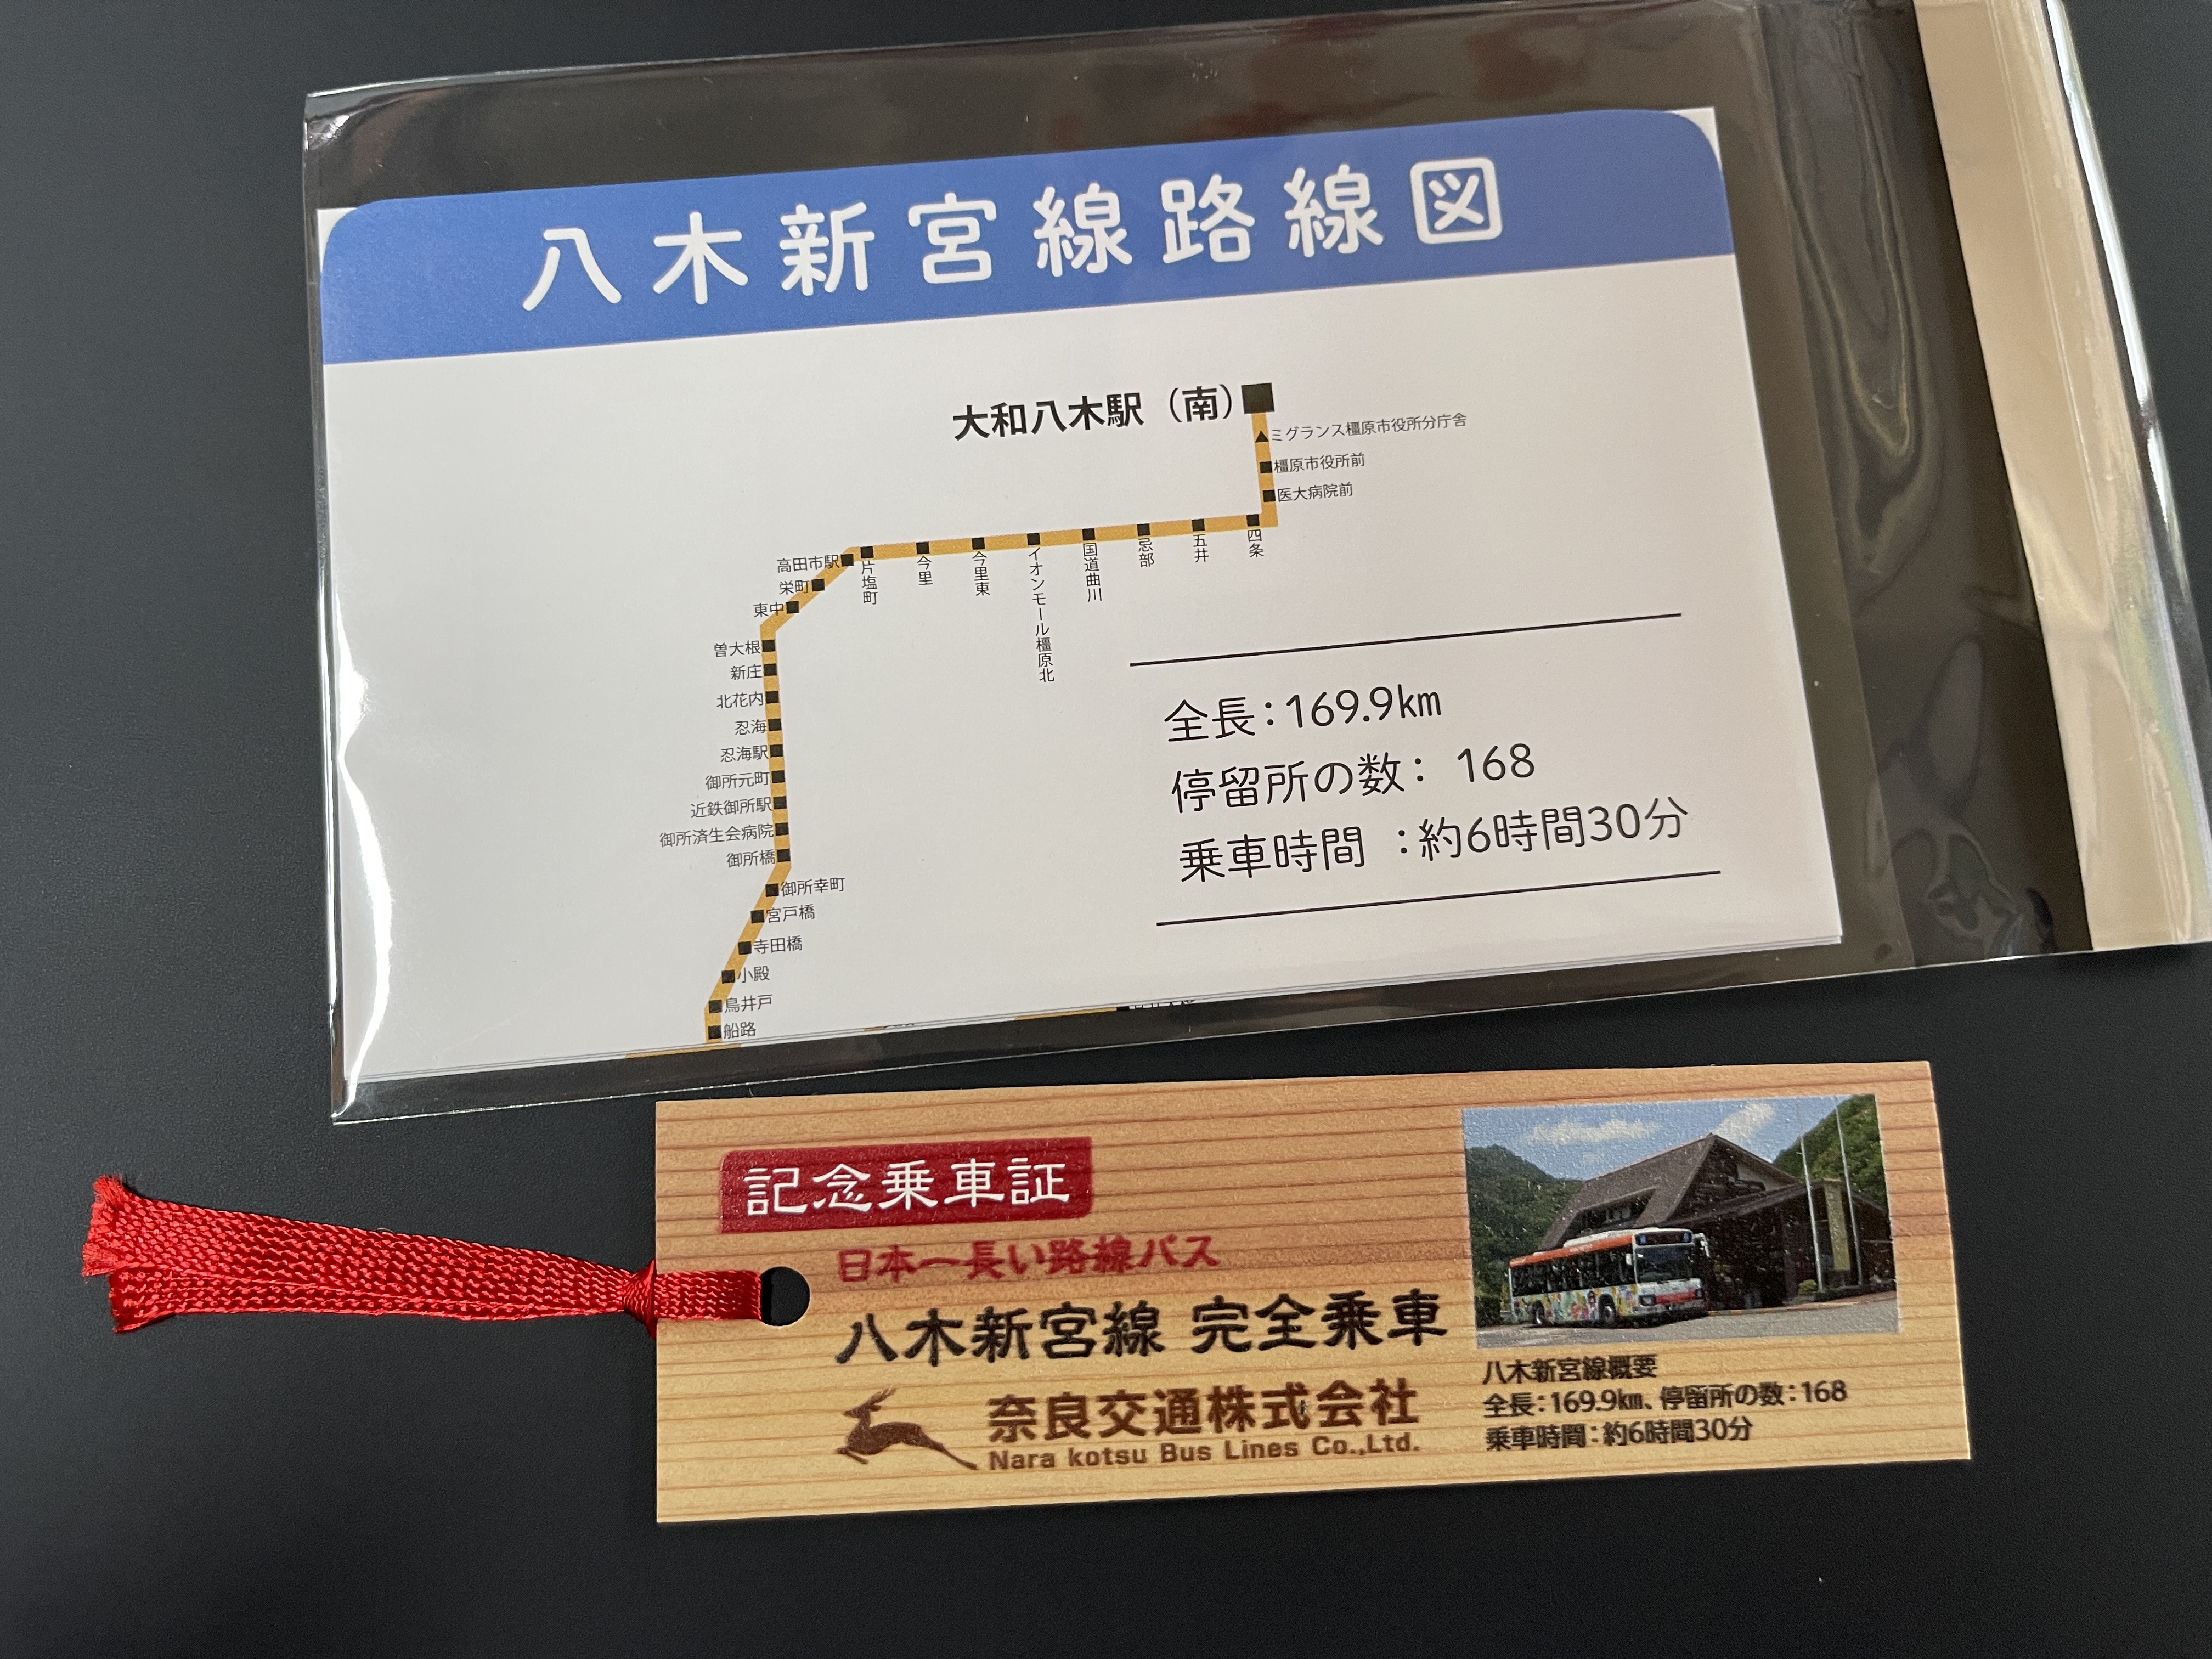 八木新宮線路線図
大和八木駅（南）
ミグランス橿原市役所分庁舎
橿原市役所前
医大病院前
四条
五井
忌部
国道曲川
イオンモール橿原北
今里東
今里
片塩町
高田市駅
栄町
東中
曽大根
新庄
北花内
忍海
忍海駅
御所元町
近鉄御所駅
御所済生会病院
御所橋
御所幸町
宮戸橋
寺田橋
小殿
鳥井戸
船路
全長：169.9㎞
停留所の数： 168
乗車時間 ：約6時間30分
記念乗車証
日本一長い路線バス
八木新宮線 完全乗車
奈良交通株式会社
Nara kotsu Bus Lines Co.,Ltd.
八木新宮線概要
全長：169.9㎞、停留所の数：168
乗車時間：約6時間30分